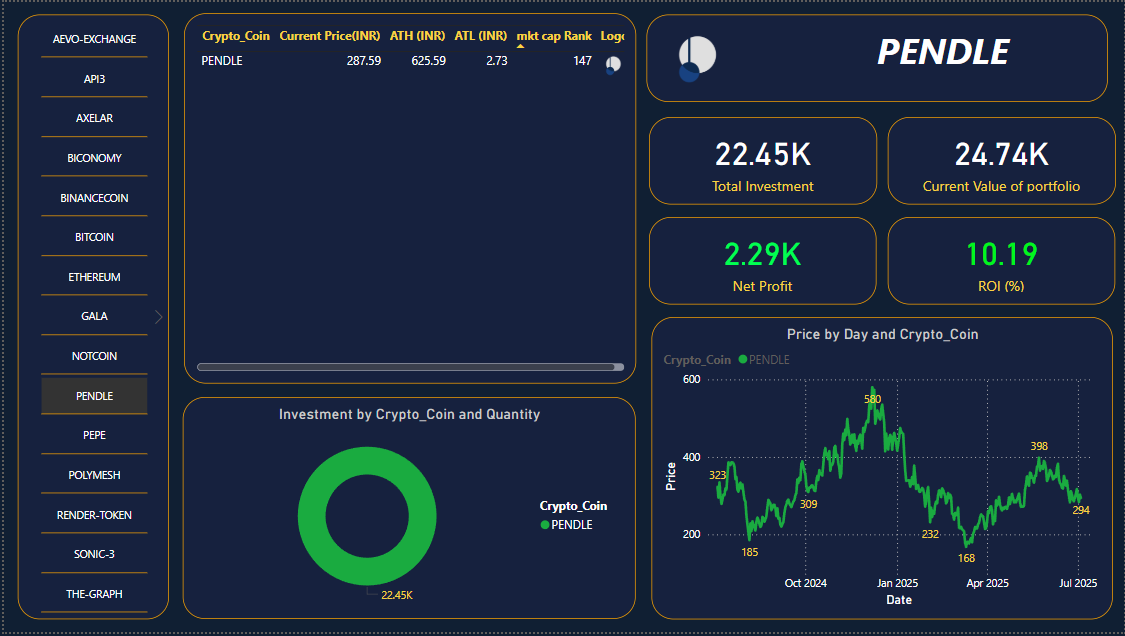 AEVO-EXCHANGE
API3
AXELAR
BICONOMY
BINANCECOIN
BITCOIN
ETHEREUM
GALA
NOTCOIN
PENDLE
PEPE
POLYMESH
RENDER-TOKEN
SONIC-3
THE-GRAPH
Crypto_Coin Current Price(INR) ATH (INR) ATL (INR) mkt cap Rank Logo
PENDLE 287.59 625.59 2.73 147
Investment by Crypto_Coin and Quantity
Crypto_Coin
PENDLE
22.45K
PENDLE
22.45K
Total Investment
24.74K
Current Value of portfolio
2.29K
Net Profit
10.19
ROI (%)
Price by Day and Crypto_Coin
Crypto_Coin PENDLE
Price
600
400
200
323
185
309
580
232
168
398
294
Oct 2024 Jan 2025 Apr 2025 Jul 2025
Date